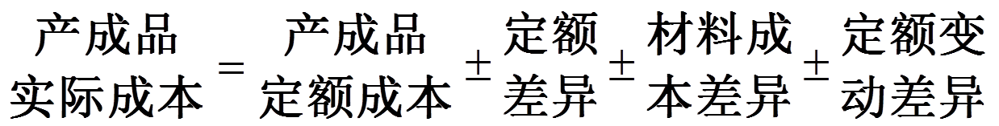 产成品实际成本 = 产成品定额成本 ± 定额差异 ± 材料成本差异 ± 定额变动差异